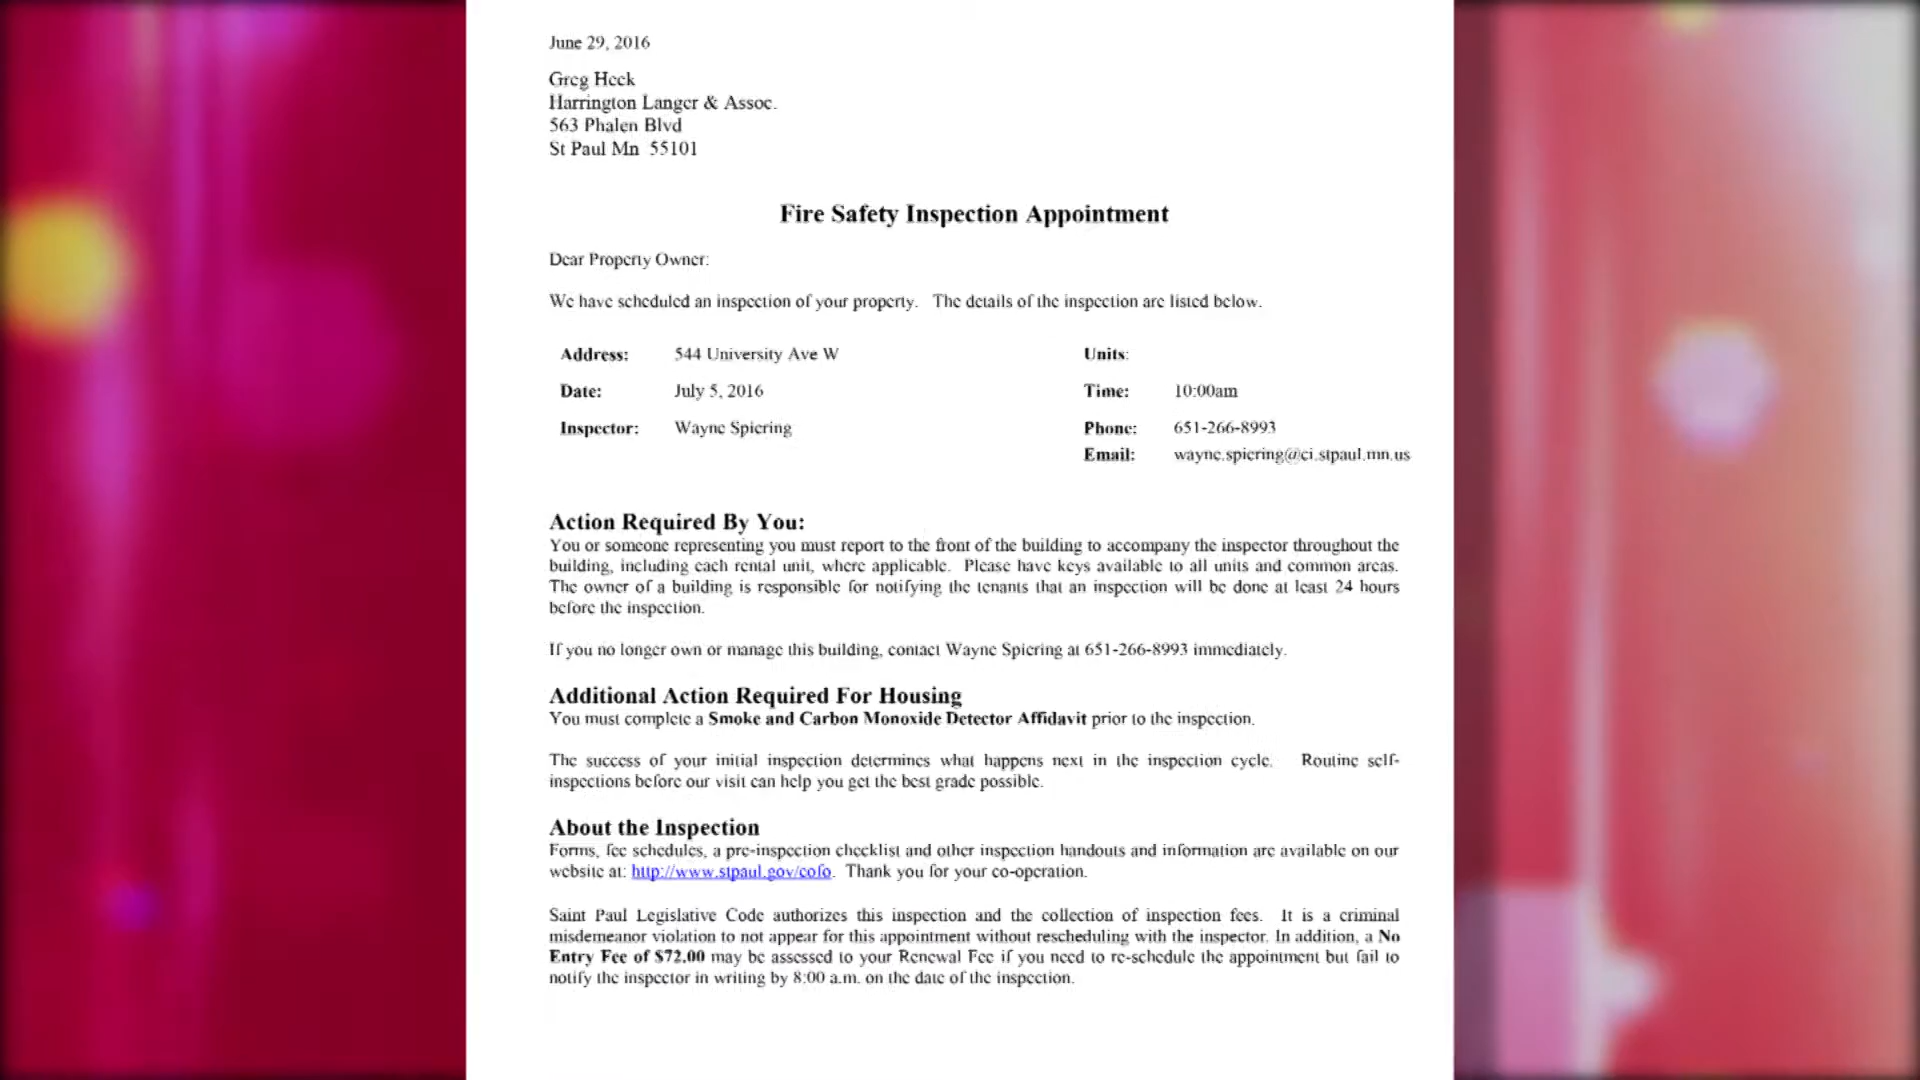 June 29, 2016
Greg Heck
Harrington Langer & Assoc.
563 Phalen Blvd
St Paul Mn  55101
Fire Safety Inspection Appointment
Dear Property Owner:
We have scheduled an inspection of your property.   The details of the inspection are listed below.
Address: 544 University Ave W Units:
Date: July 5, 2016 Time: 10:00am
Inspector: Wayne Spiering Phone: 651-266-8993
Email: wayne.spiering@ci.stpaul.mn.us
Action Required By You:
You or someone representing you must report to the front of the building to accompany the inspector throughout the
building, including each rental unit, where applicable.  Please have keys available to all units and common areas.
The owner of a building is responsible for notifying the tenants that an inspection will be done at least 24 hours
before the inspection.
If you no longer own or manage this building, contact Wayne Spiering at 651-266-8993 immediately.
Additional Action Required For Housing
You must complete a Smoke and Carbon Monoxide Detector Affidavit prior to the inspection.
The success of your initial inspection determines what happens next in the inspection cycle.   Routine self-
inspections before our visit can help you get the best grade possible.
About the Inspection
Forms, fee schedules, a pre-inspection checklist and other inspection handouts and information are available on our
website at: http://www.stpaul.gov/cofo.  Thank you for your co-operation.
Saint Paul Legislative Code authorizes this inspection and the collection of inspection fees.  It is a criminal
misdemeanor violation to not appear for this appointment without rescheduling with the inspector. In addition, a No
Entry Fee of $72.00 may be assessed to your Renewal Fee if you need to re-schedule the appointment but fail to
notify the inspector in writing by 8:00 a.m. on the date of the inspection.